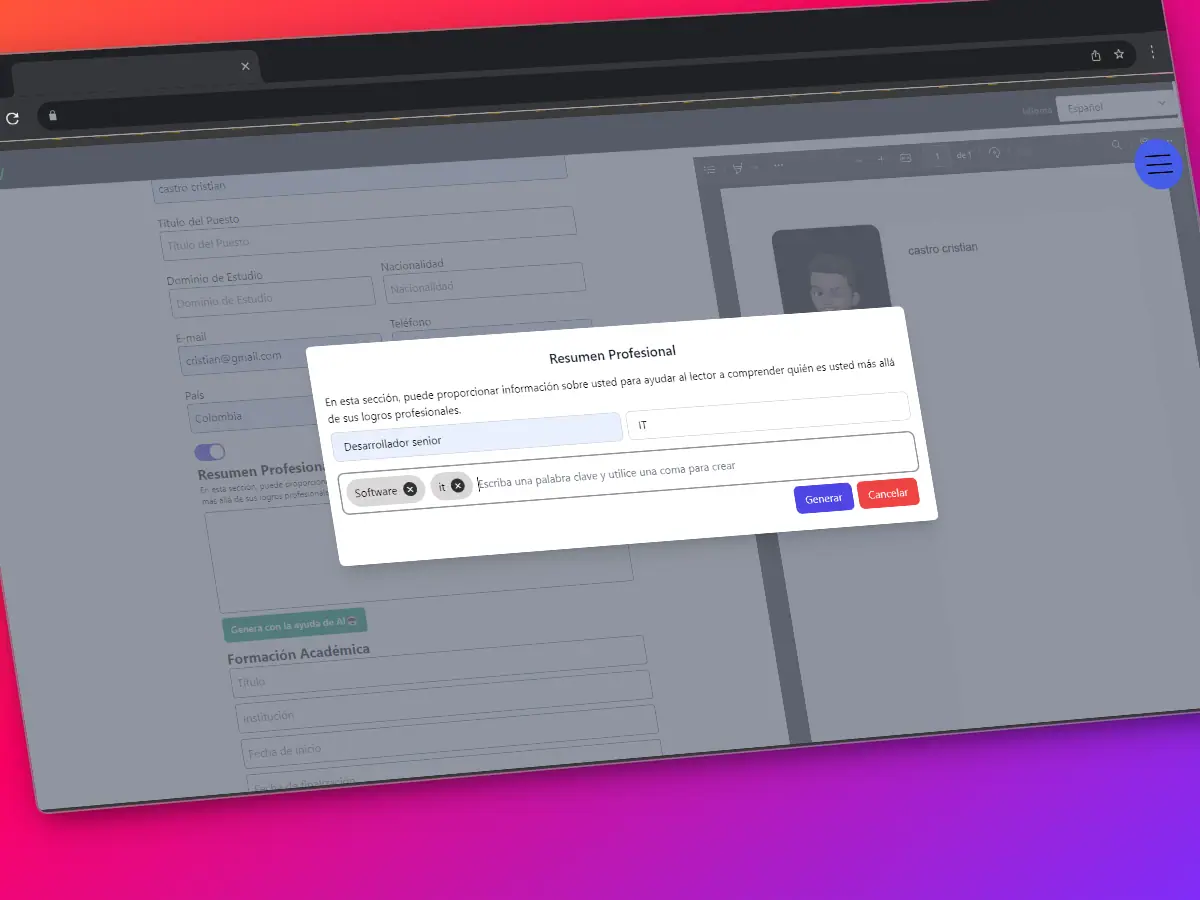 Idioma
Español
castro cristian
Título del Puesto
Título del Puesto
Dominio de Estudio
Nacionalidad
Dominio de Estudio
Nacionalidad
E-mail
Teléfono
cristian@gmail.com
País
Colombia
Resumen Profesional
En esta sección, puede proporcionar
más allá de sus logros profesionales
Genera con la ayuda de AI
Formación Académica
Título
Institución
Fecha de inicio
Fecha de finalización
1 de 1
castro cristian
Resumen Profesional
En esta sección, puede proporcionar información sobre usted para ayudar al lector a comprender quién es usted más allá
de sus logros profesionales.
Desarrollador senior
IT
Software
it
Escriba una palabra clave y utilice una coma para crear
Generar
Cancelar